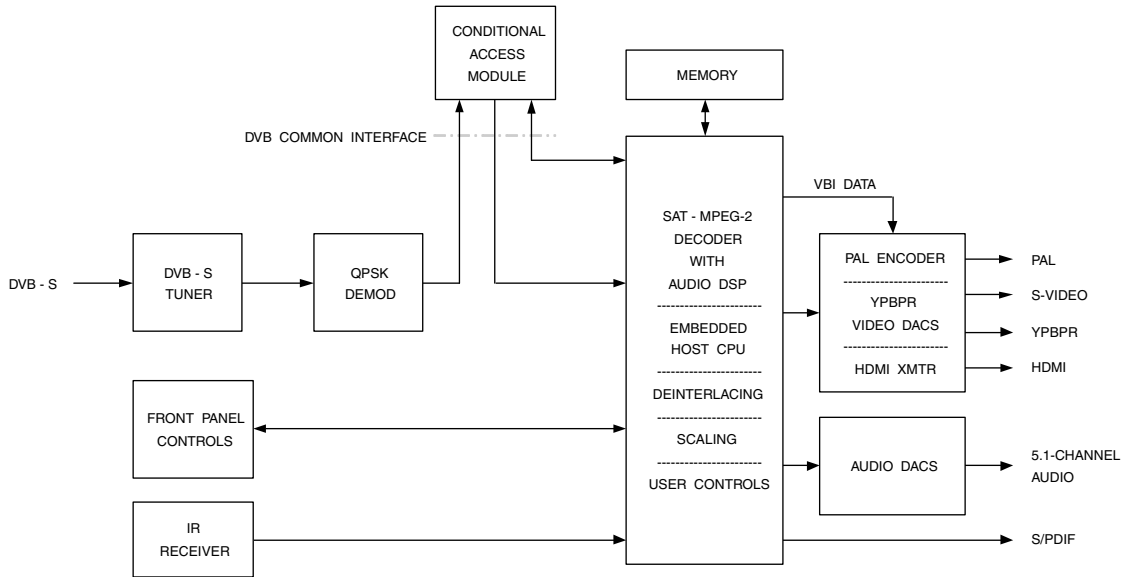 CONDITIONAL
ACCESS
MODULE
MEMORY
DVB COMMON INTERFACE
VBI DATA
SAT - MPEG-2
DECODER
WITH
AUDIO DSP
EMBEDDED
HOST CPU
DEINTERLACING
SCALING
USER CONTROLS
DVB - S
DVB - S
TUNER
QPSK
DEMOD
PAL ENCODER
YPBPR
VIDEO DACS
HDMI XMTR
PAL
S-VIDEO
YPBPR
HDMI
FRONT PANEL
CONTROLS
AUDIO DACS
5.1-CHANNEL
AUDIO
IR
RECEIVER
S/PDIF